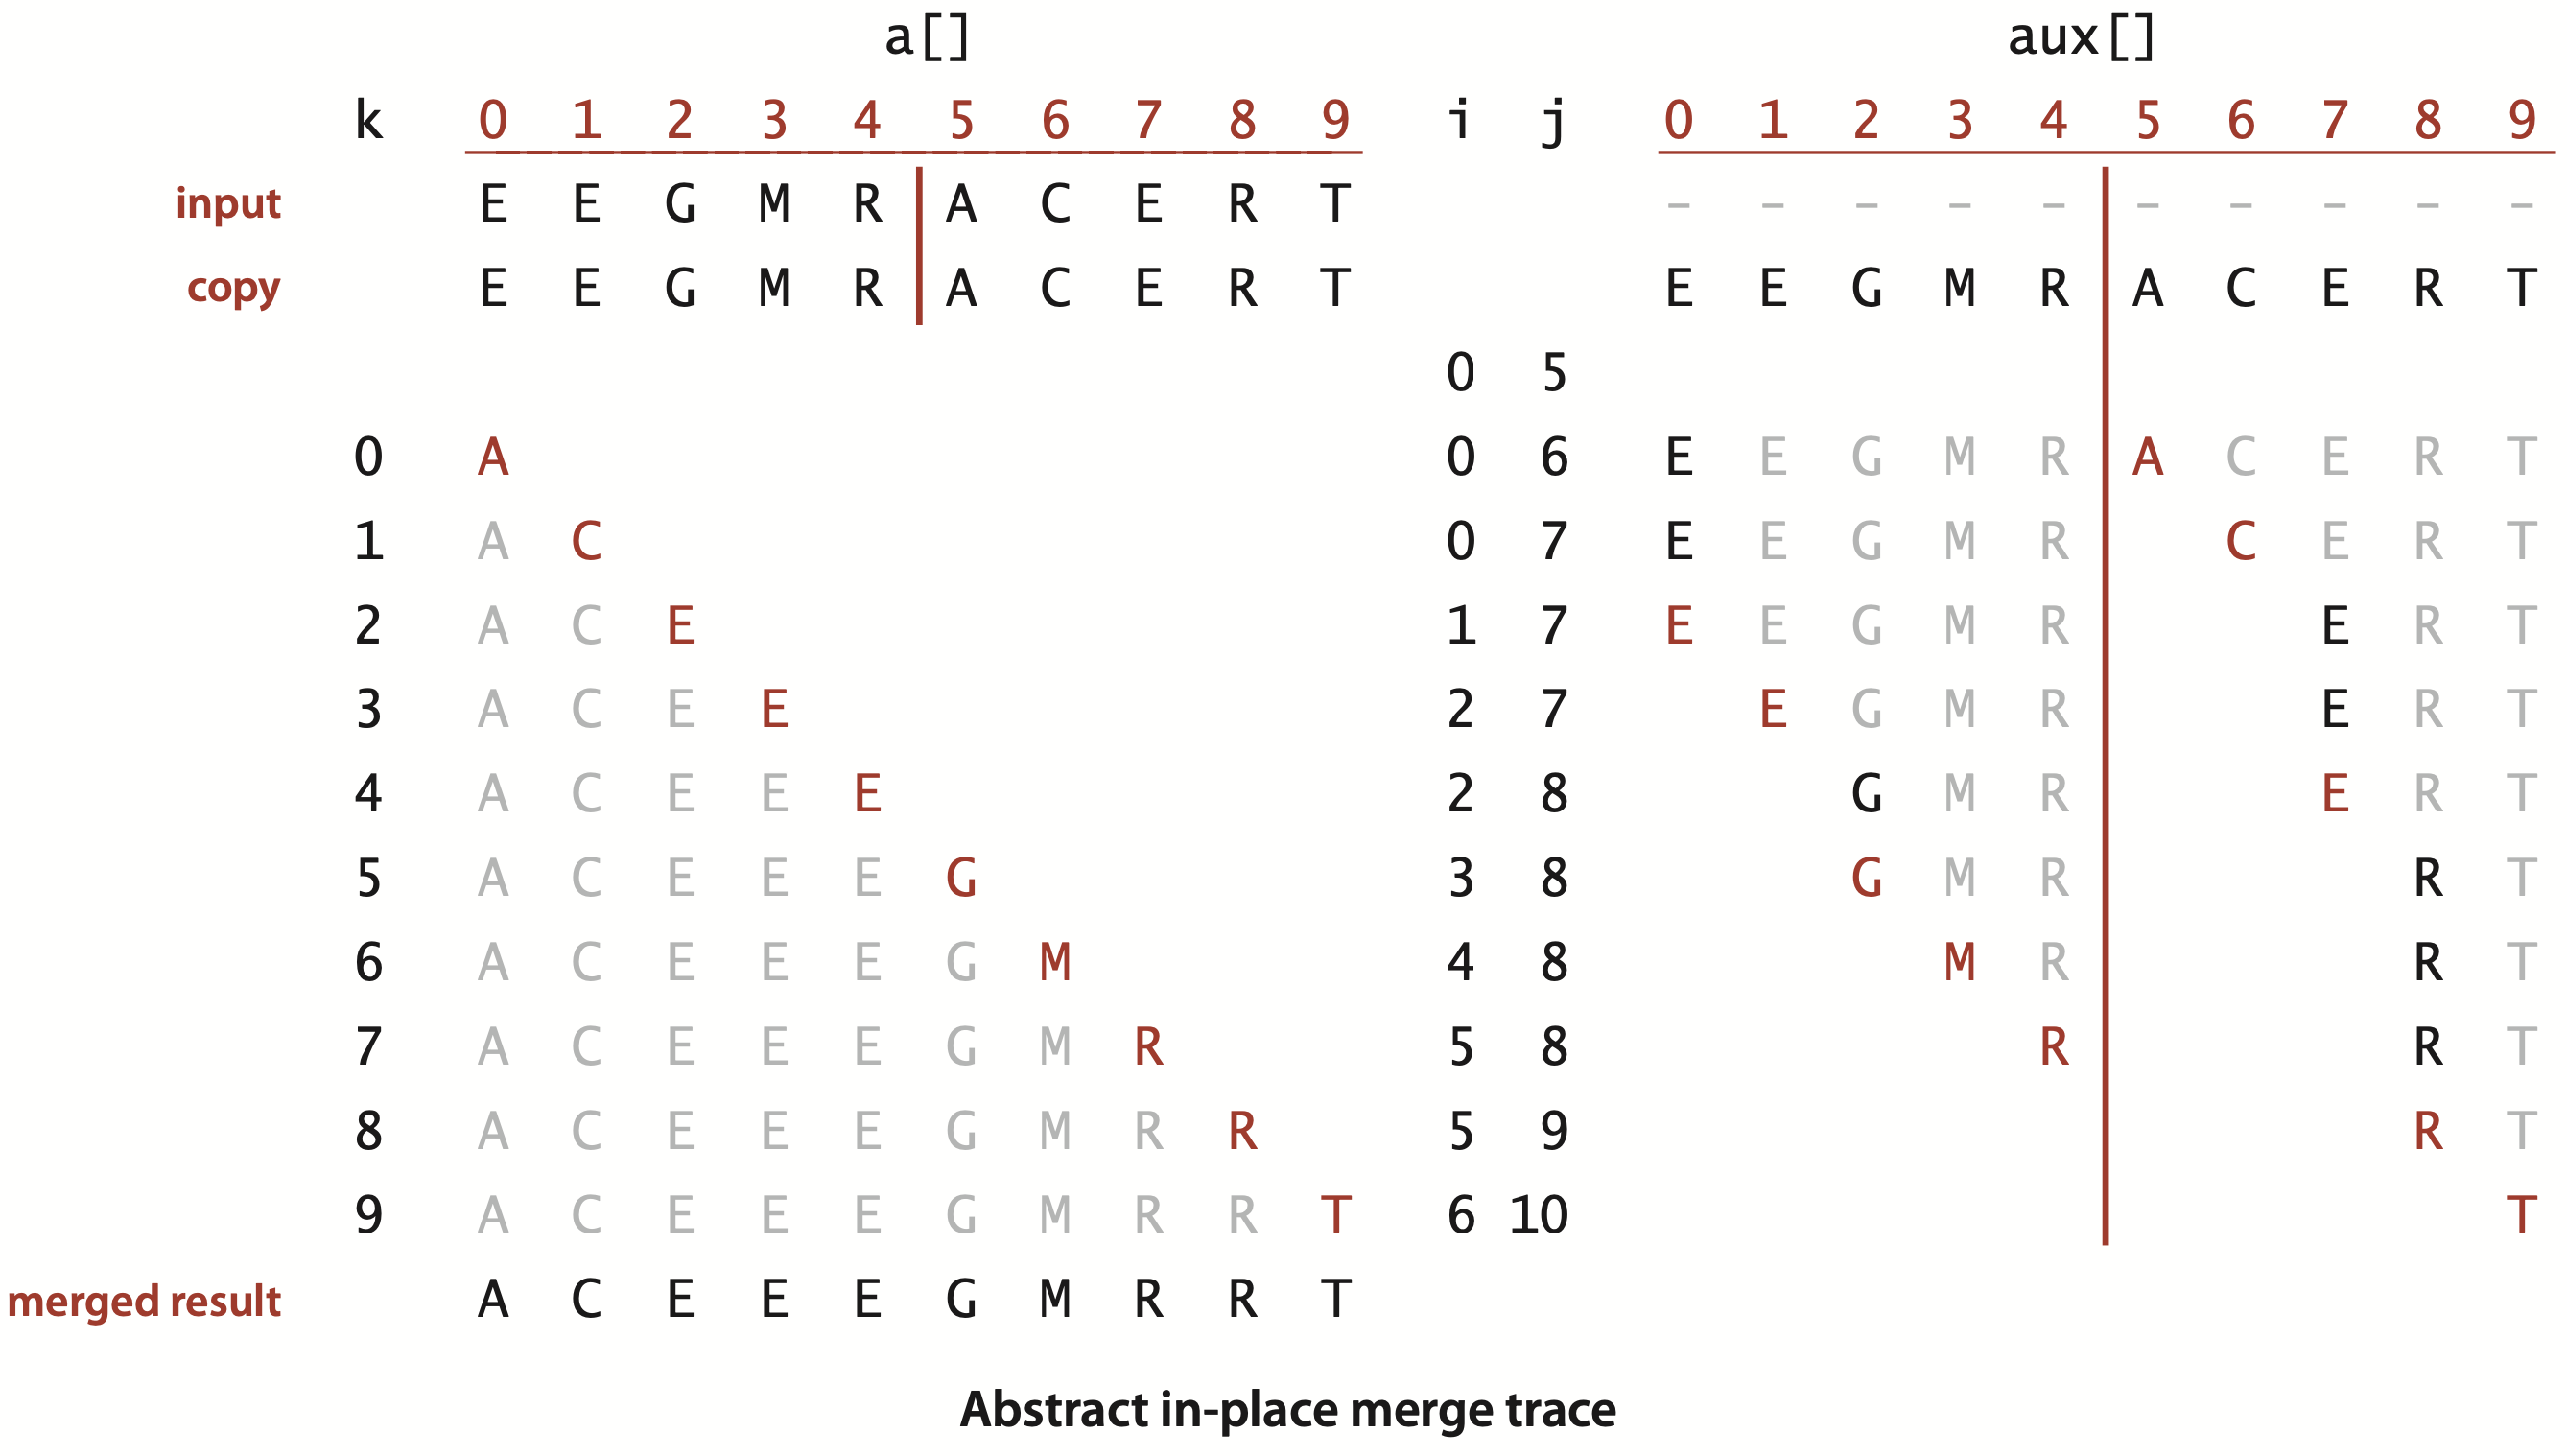 a[] aux[]
k 0 1 2 3 4 5 6 7 8 9 i j 0 1 2 3 4 5 6 7 8 9
input E E G M R A C E R T - - - - - - - - - -
copy E E G M R A C E R T E E G M R A C E R T
0 5
0 A 0 6 E E G M R A C E R T
1 A C 0 7 E E G M R C E R T
2 A C E 1 7 E E G M R E R T
3 A C E E 2 7 E G M R E R T
4 A C E E E 2 8 G M R E R T
5 A C E E E G 3 8 G M R R T
6 A C E E E G M 4 8 M R R T
7 A C E E E G M R 5 8 R R T
8 A C E E E G M R R 5 9 R T
9 A C E E E G M R R T 6 10 T
merged result A C E E E G M R R T
Abstract in-place merge trace